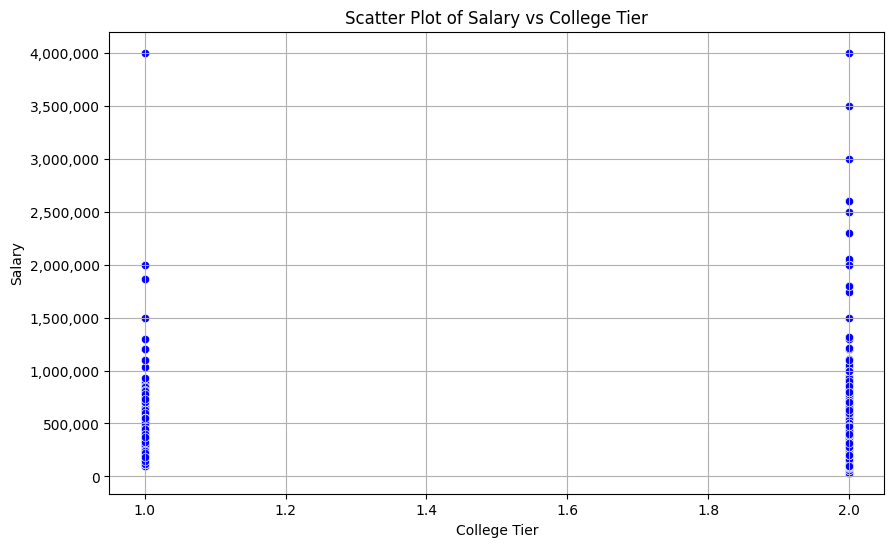 Scatter Plot of Salary vs College Tier
4,000,000
3,500,000
3,000,000
2,500,000
2,000,000
1,500,000
1,000,000
500,000
0
Salary
1.0 1.2 1.4 1.6 1.8 2.0
College Tier